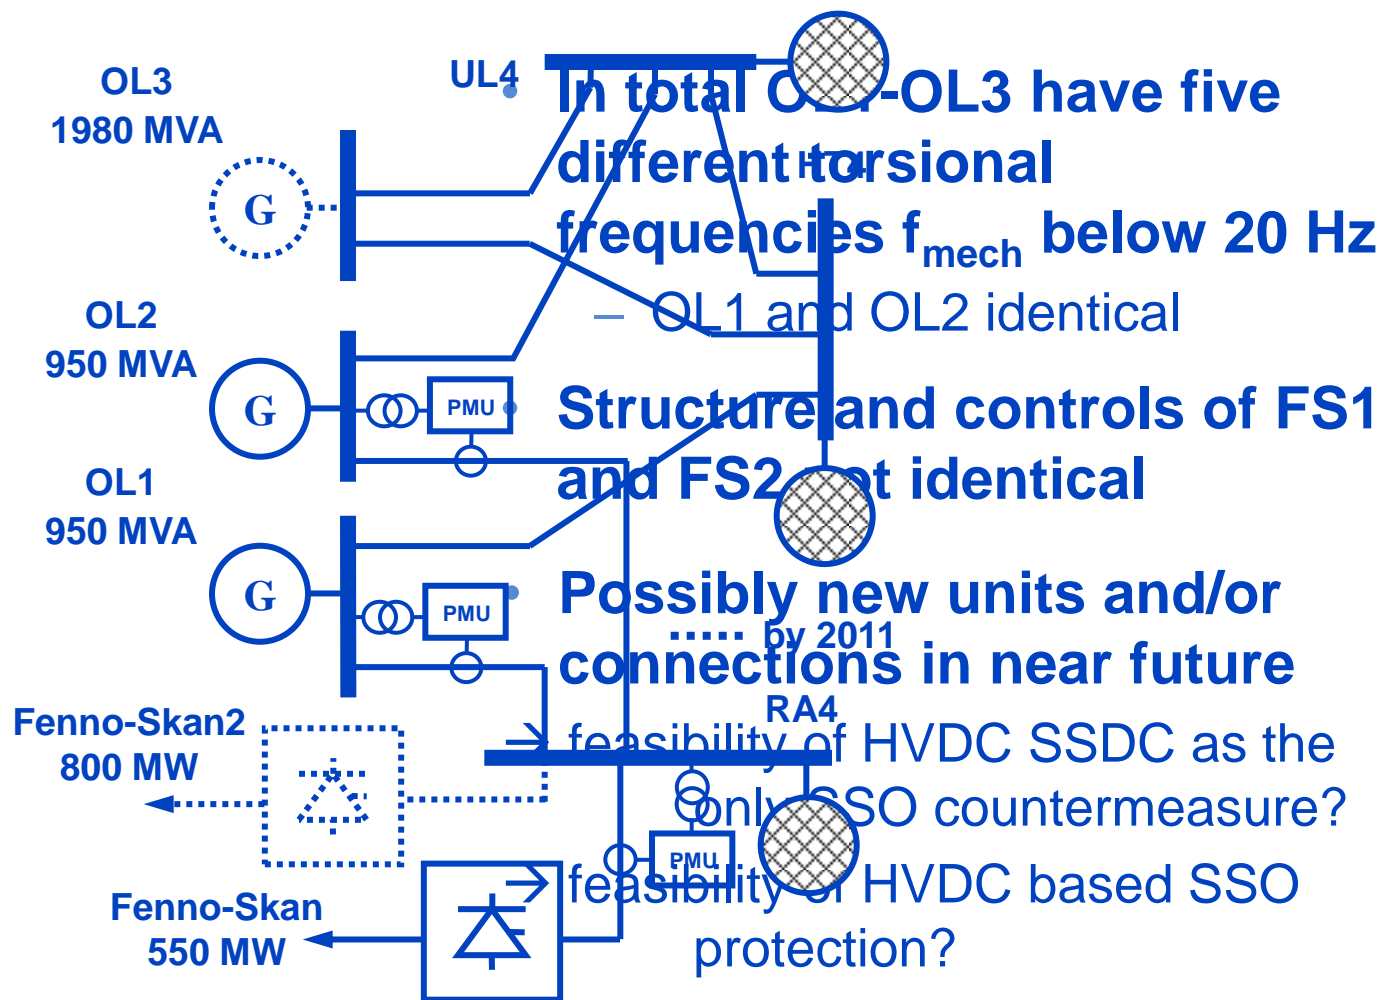 OL3
1980 MVA
G
OL2
950 MVA
G
PMU
OL1
950 MVA
G
PMU
Fenno-Skan2
800 MW
Fenno-Skan
550 MW
UL4
by 2011
RA4
PMU
In total -OL3 have five
different torsional
frequencies fmech below 20 Hz
– OL1 and OL2 identical
Structure and controls of FS1
and FS2 not identical
Possibly new units and/or
connections in near future
feasibility of HVDC SSDC as the
only SSO countermeasure?
feasibility of HVDC based SSO
protection?